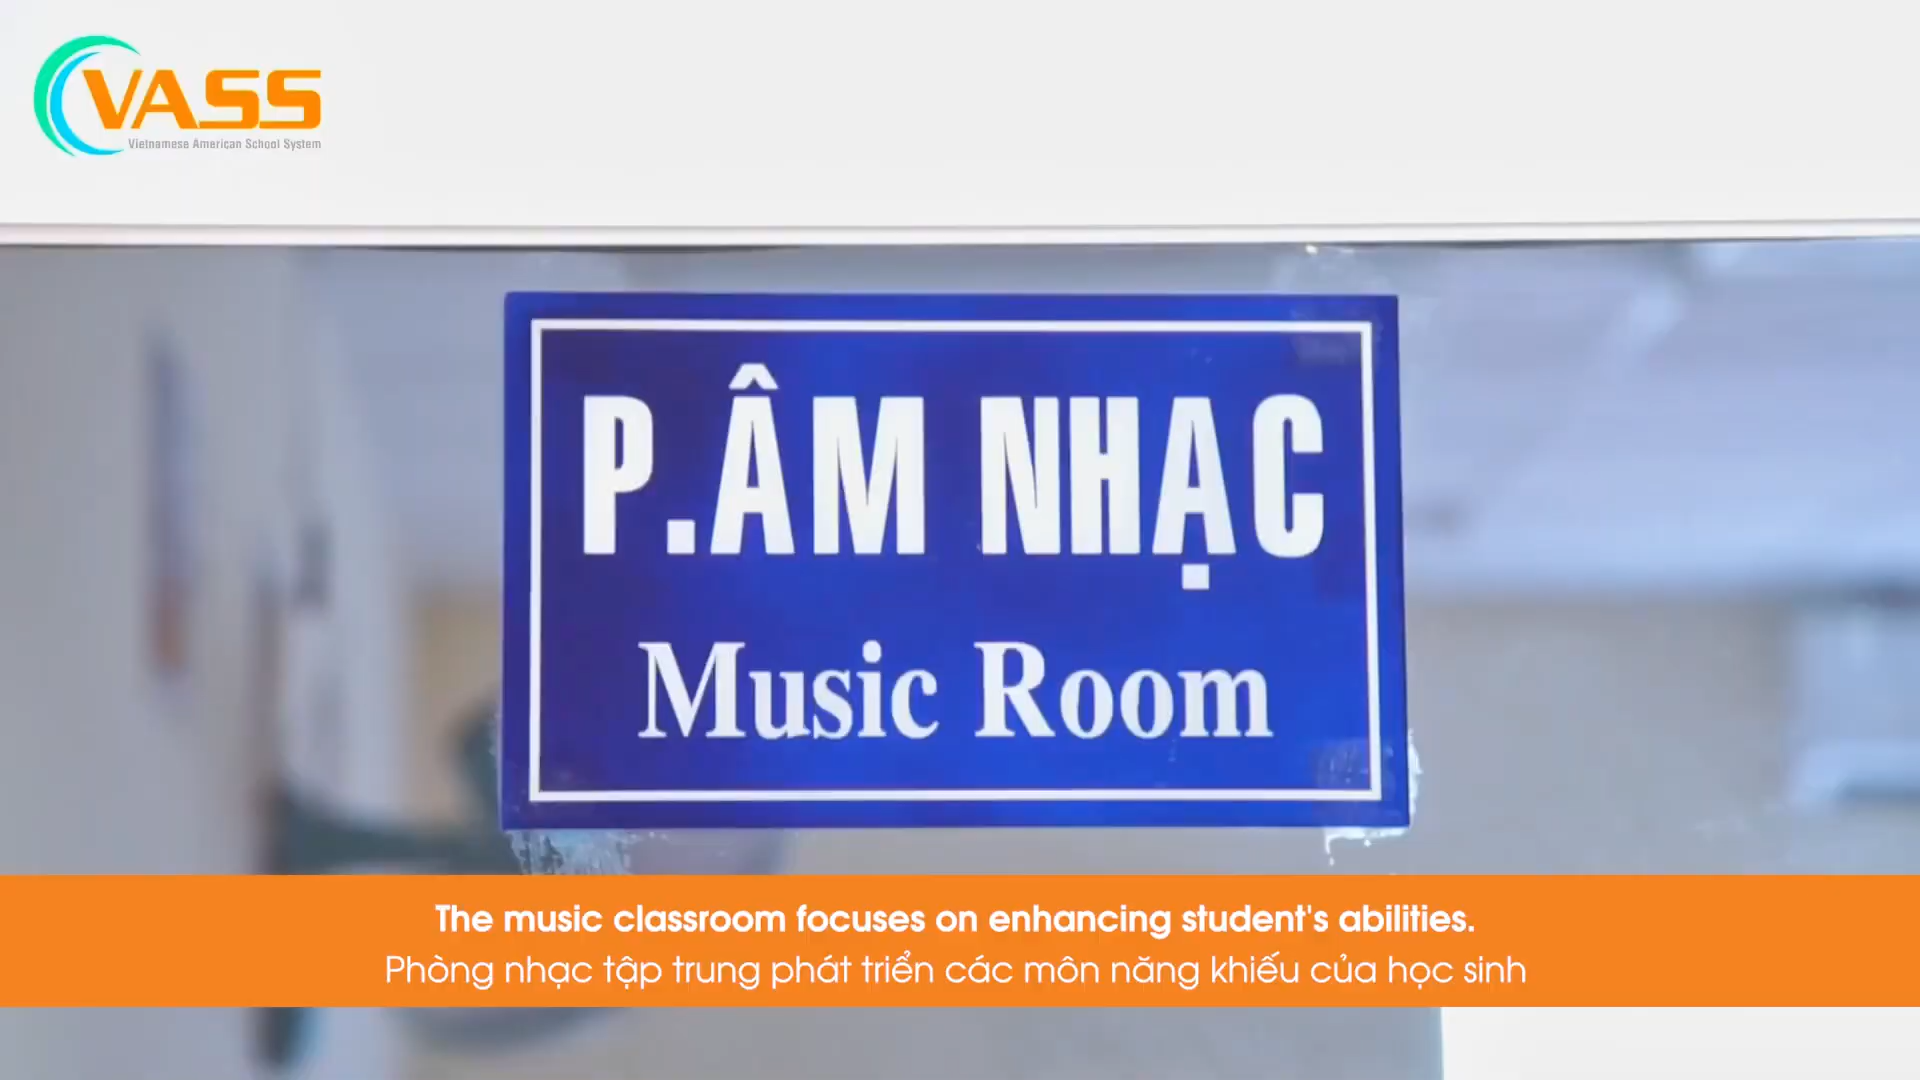 VASS
Vietnamese American School System
P.ÂM NHẠC
Music Room
The music classroom focuses on enhancing student's abilities.
Phòng nhạc tập trung phát triển các môn năng khiếu của học sinh